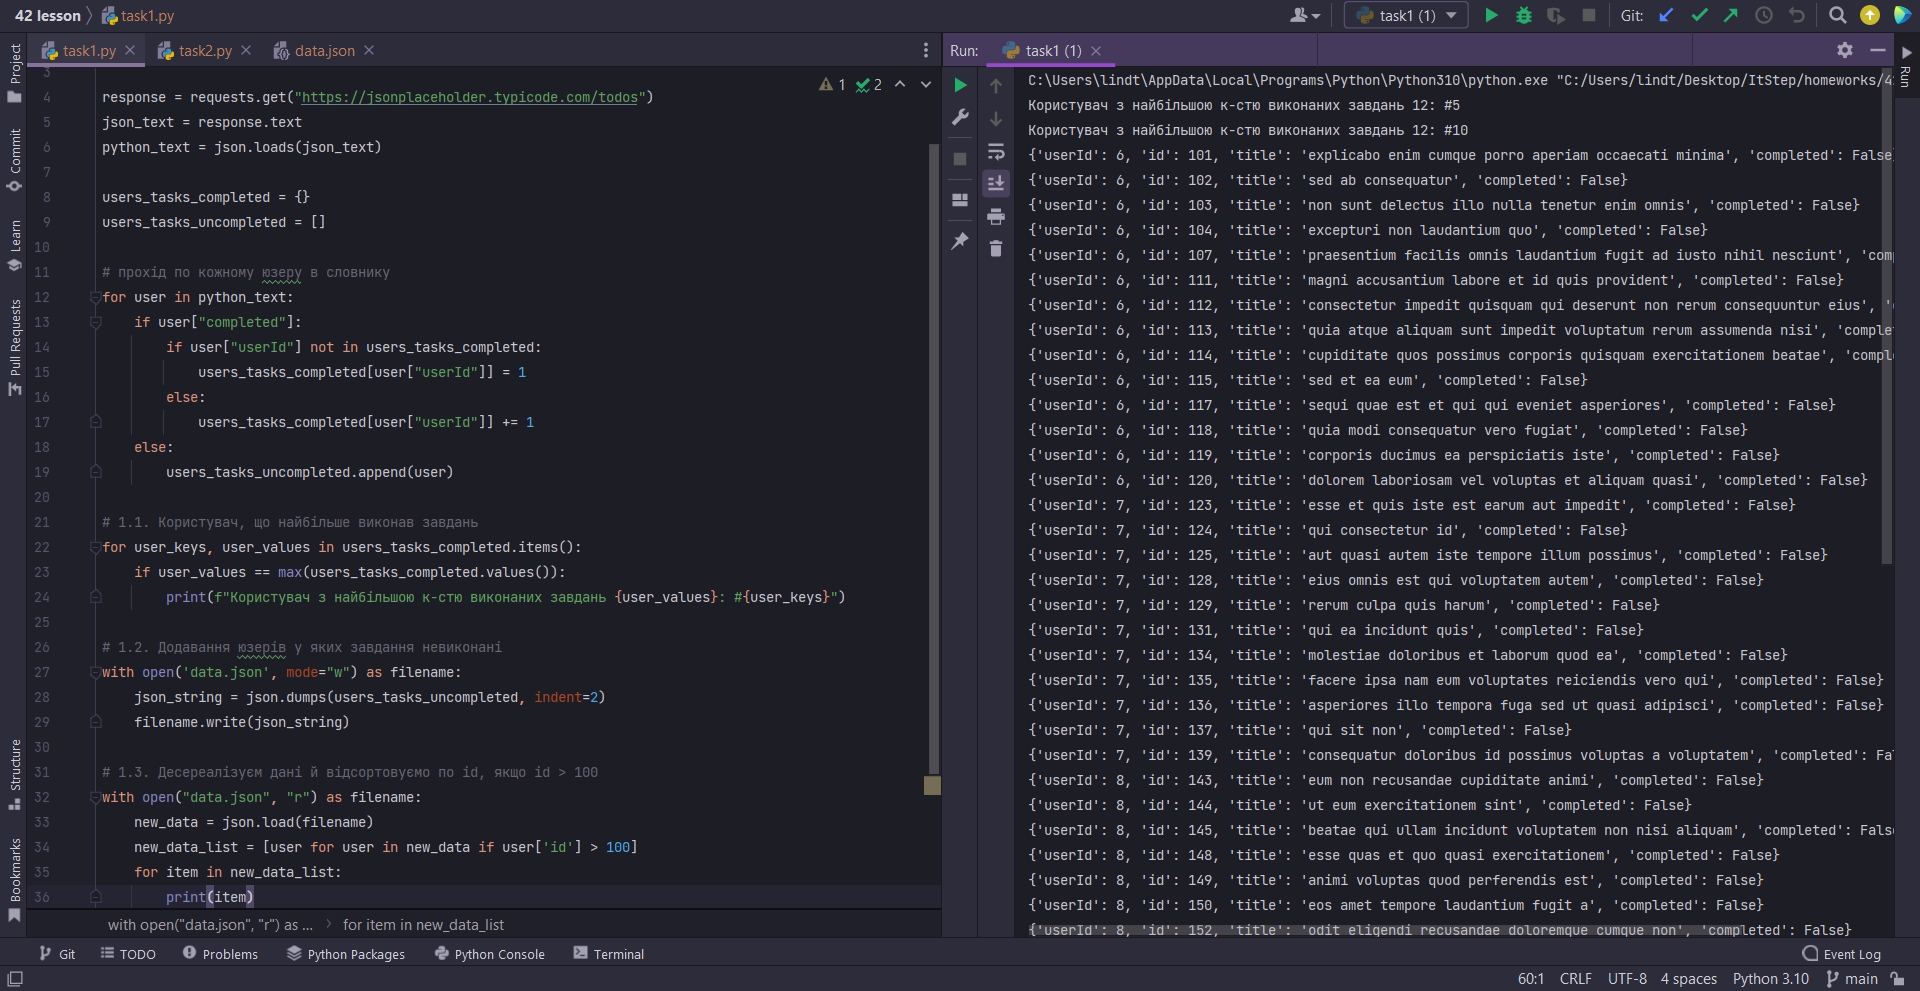 42 lesson
task1.py
task1 (1)
Git:
Project
Commit
Learn
Pull Requests
Structure
Bookmarks
task1.py
task2.py
data.json
1
2
3
4 response = requests.get("https://jsonplaceholder.typicode.com/todos")
5 json_text = response.text
6 python_text = json.loads(json_text)
7
8 users_tasks_completed = {}
9 users_tasks_uncompleted = []
10
11 # прохід по кожному юзеру в словнику
12 for user in python_text:
13 if user["completed"]:
14 if user["userId"] not in users_tasks_completed:
15 users_tasks_completed[user["userId"]] = 1
16 else:
17 users_tasks_completed[user["userId"]] += 1
18 else:
19 users_tasks_uncompleted.append(user)
20
21 # 1.1. Користувач, що найбільше виконав завдань
22 for user_keys, user_values in users_tasks_completed.items():
23 if user_values == max(users_tasks_completed.values()):
24 print(f"Користувач з найбільшою к-стю виконаних завдань {user_values}: #{user_keys}")
25
26 # 1.2. Додавання юзерів у яких завдання невиконані
27 with open('data.json', mode="w") as filename:
28 json_string = json.dumps(users_tasks_uncompleted, indent=2)
29 filename.write(json_string)
30
31 # 1.3. Десереалізуєм дані й відсортовуємо по id, якщо id > 100
32 with open("data.json", "r") as filename:
33 new_data = json.load(filename)
34 new_data_list = [user for user in new_data if user['id'] > 100]
35 for item in new_data_list:
36 print(item)
with open("data.json", "r") as ... for item in new_data_list
Run: task1 (1)
Run
C:\Users\lindt\AppData\Local\Programs\Python\Python310\python.exe "C:/Users/lindt/Desktop/ItStep/homeworks/4
Користувач з найбільшою к-стю виконаних завдань 12: #5
Користувач з найбільшою к-стю виконаних завдань 12: #10
{'userId': 6, 'id': 101, 'title': 'explicabo enim cumque porro aperiam occaecati minima', 'completed': False
{'userId': 6, 'id': 102, 'title': 'sed ab consequatur', 'completed': False}
{'userId': 6, 'id': 103, 'title': 'non sunt delectus illo nulla tenetur enim omnis', 'completed': False}
{'userId': 6, 'id': 104, 'title': 'excepturi non laudantium quo', 'completed': False}
{'userId': 6, 'id': 107, 'title': 'praesentium facilis omnis laudantium fugit ad iusto nihil nesciunt', 'com
{'userId': 6, 'id': 111, 'title': 'magni accusantium labore et id quis provident', 'completed': False}
{'userId': 6, 'id': 112, 'title': 'consectetur impedit quisquam qui deserunt non rerum consequuntur eius', '
{'userId': 6, 'id': 113, 'title': 'quia atque aliquam sunt impedit voluptatum rerum assumenda nisi', 'complet
{'userId': 6, 'id': 114, 'title': 'cupiditate quos possimus corporis quisquam exercitationem beatae', 'compl
{'userId': 6, 'id': 115, 'title': 'sed et ea eum', 'completed': False}
{'userId': 6, 'id': 117, 'title': 'sequi quae est et qui qui eveniet asperiores', 'completed': False}
{'userId': 6, 'id': 118, 'title': 'quia modi consequatur vero fugiat', 'completed': False}
{'userId': 6, 'id': 119, 'title': 'corporis ducimus ea perspiciatis iste', 'completed': False}
{'userId': 6, 'id': 120, 'title': 'dolorem laboriosam vel voluptas et aliquam quasi', 'completed': False}
{'userId': 7, 'id': 123, 'title': 'esse et quis iste est earum aut impedit', 'completed': False}
{'userId': 7, 'id': 124, 'title': 'qui consectetur id', 'completed': False}
{'userId': 7, 'id': 125, 'title': 'aut quasi autem iste tempore illum possimus', 'completed': False}
{'userId': 7, 'id': 128, 'title': 'eius omnis est qui voluptatem autem', 'completed': False}
{'userId': 7, 'id': 129, 'title': 'rerum culpa quis harum', 'completed': False}
{'userId': 7, 'id': 131, 'title': 'qui ea incidunt quis', 'completed': False}
{'userId': 7, 'id': 134, 'title': 'molestiae doloribus et laborum quod ea', 'completed': False}
{'userId': 7, 'id': 135, 'title': 'facere ipsa nam eum voluptates reiciendis vero qui', 'completed': False}
{'userId': 7, 'id': 136, 'title': 'asperiores illo tempora fuga sed ut quasi adipisci', 'completed': False}
{'userId': 7, 'id': 137, 'title': 'qui sit non', 'completed': False}
{'userId': 7, 'id': 139, 'title': 'consequatur doloribus id possimus voluptas a voluptatem', 'completed': Fa
{'userId': 8, 'id': 143, 'title': 'eum non recusandae cupiditate animi', 'completed': False}
{'userId': 8, 'id': 144, 'title': 'ut eum exercitationem sint', 'completed': False}
{'userId': 8, 'id': 145, 'title': 'beatae qui ullam incidunt voluptatem non nisi aliquam', 'completed': Fals
{'userId': 8, 'id': 148, 'title': 'esse quas et quo quasi exercitationem', 'completed': False}
{'userId': 8, 'id': 149, 'title': 'animi voluptas quod perferendis est', 'completed': False}
{'userId': 8, 'id': 150, 'title': 'eos amet tempore laudantium fugit a', 'completed': False}
{'userId': 8, 'id': 152, 'title': 'odit eligendi recusandae doloremque cumque non', 'completed': False}
Git
TODO
Problems
Python Packages
Python Console
Terminal
Event Log
60:1 CRLF UTF-8 4 spaces Python 3.10 main